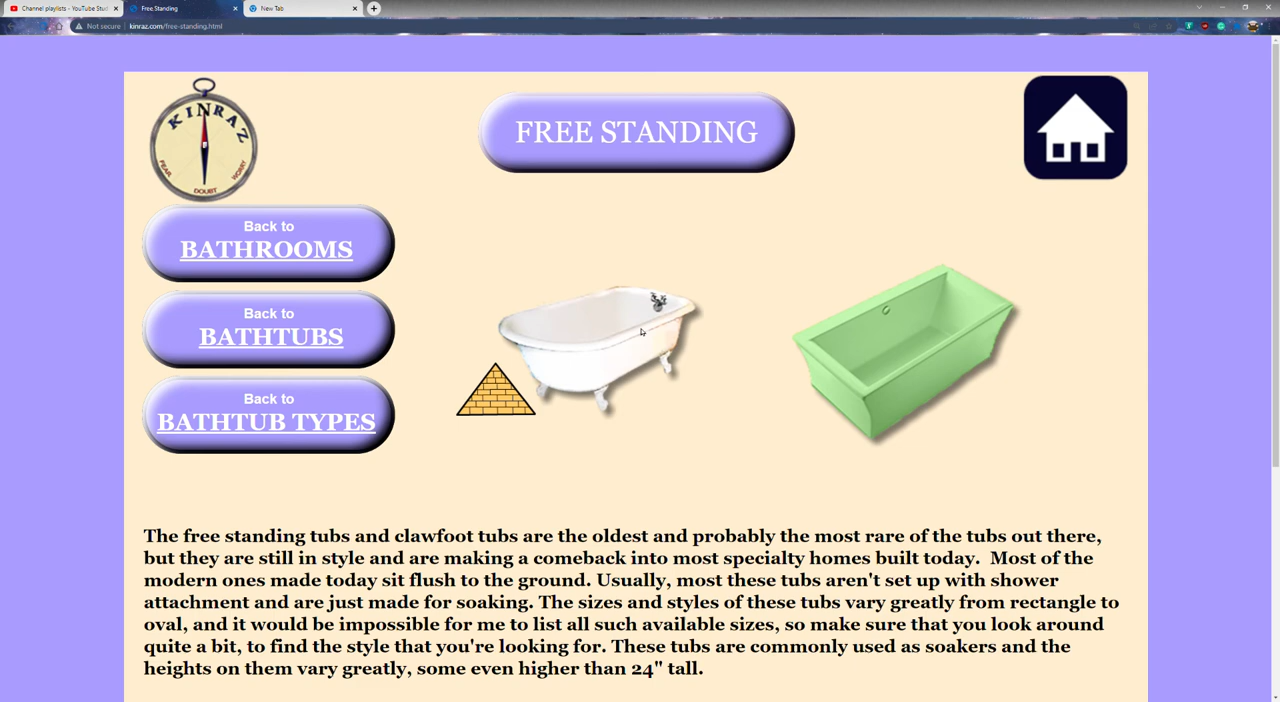 Channel playlists - YouTube Stud
Free Standing
New Tab
Not secure
kinraz.com/free-standing.html
KINRAZ
FEAR
DOUBT
WORRY
FREE STANDING
Back to
BATHROOMS
Back to
BATHTUBS
Back to
BATHTUB TYPES
The free standing tubs and clawfoot tubs are the oldest and probably the most rare of the tubs out there,
but they are still in style and are making a comeback into most specialty homes built today.  Most of the
modern ones made today sit flush to the ground. Usually, most these tubs aren't set up with shower
attachment and are just made for soaking. The sizes and styles of these tubs vary greatly from rectangle to
oval, and it would be impossible for me to list all such available sizes, so make sure that you look around
quite a bit, to find the style that you're looking for. These tubs are commonly used as soakers and the
heights on them vary greatly, some even higher than 24" tall.